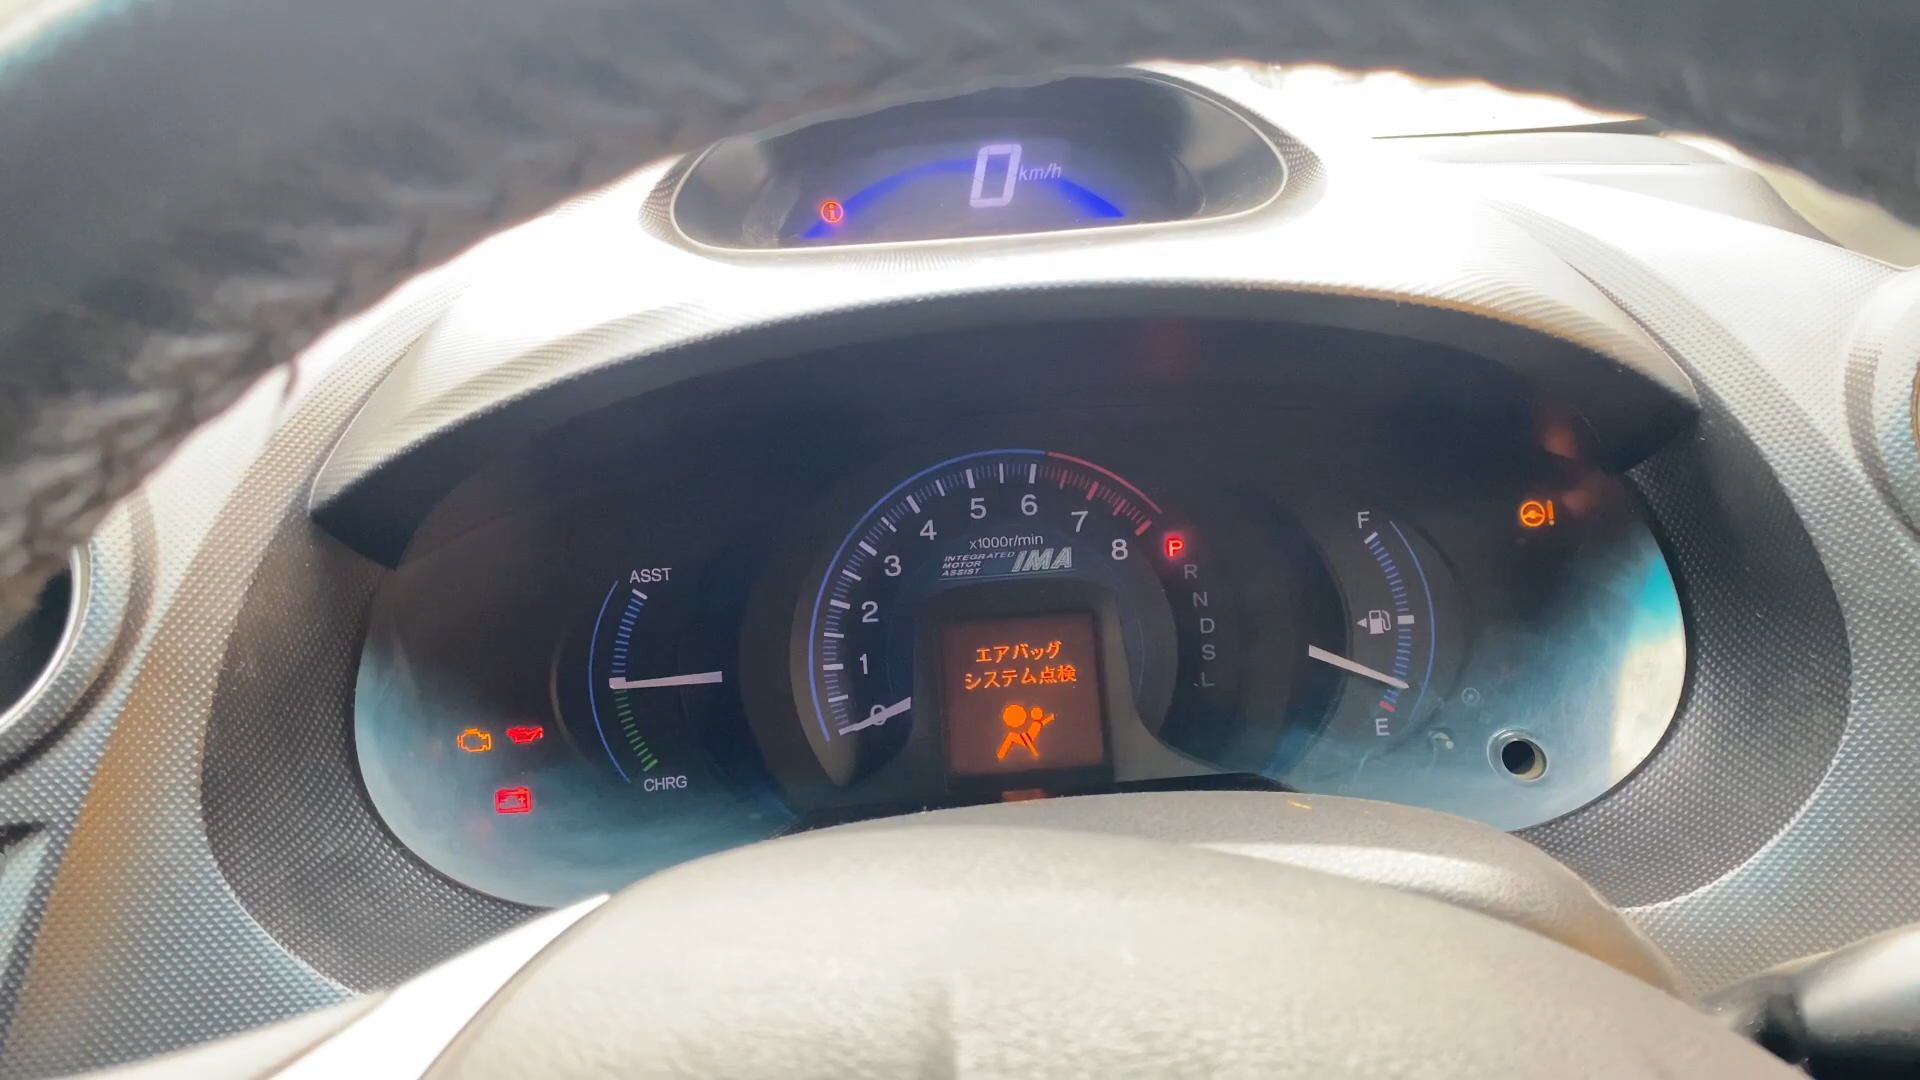 0 km/h
ASST
CHRG
0
1
2
3
4
5
6
7
8
x1000r/min
INTEGRATED
MOTOR
ASSIST
IMA
エアバッグ
システム点検
P
R
N
D
S
L
F
E